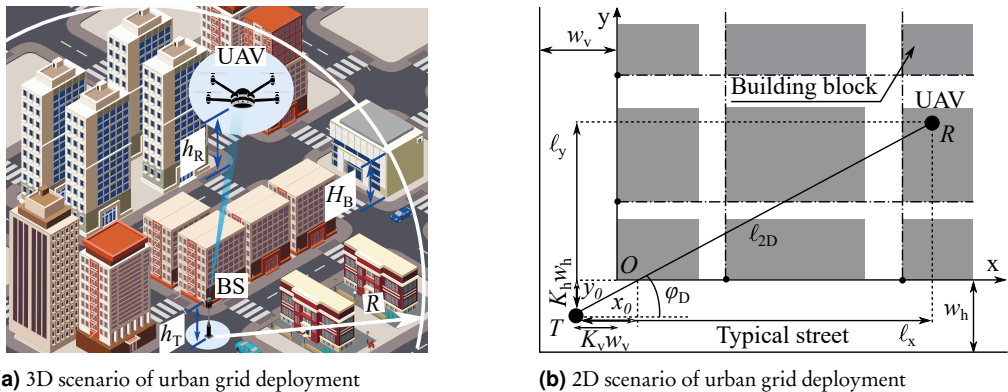 UAV
h_R
H_B
BS
R
h_T
(a) 3D scenario of urban grid deployment
y
w_v
Building block
UAV
R
ℓ_y
ℓ_2D
O
x
K_h w_h
y_0
x_0
φ_D
w_h
T
K_v w_v
Typical street
ℓ_x
(b) 2D scenario of urban grid deployment